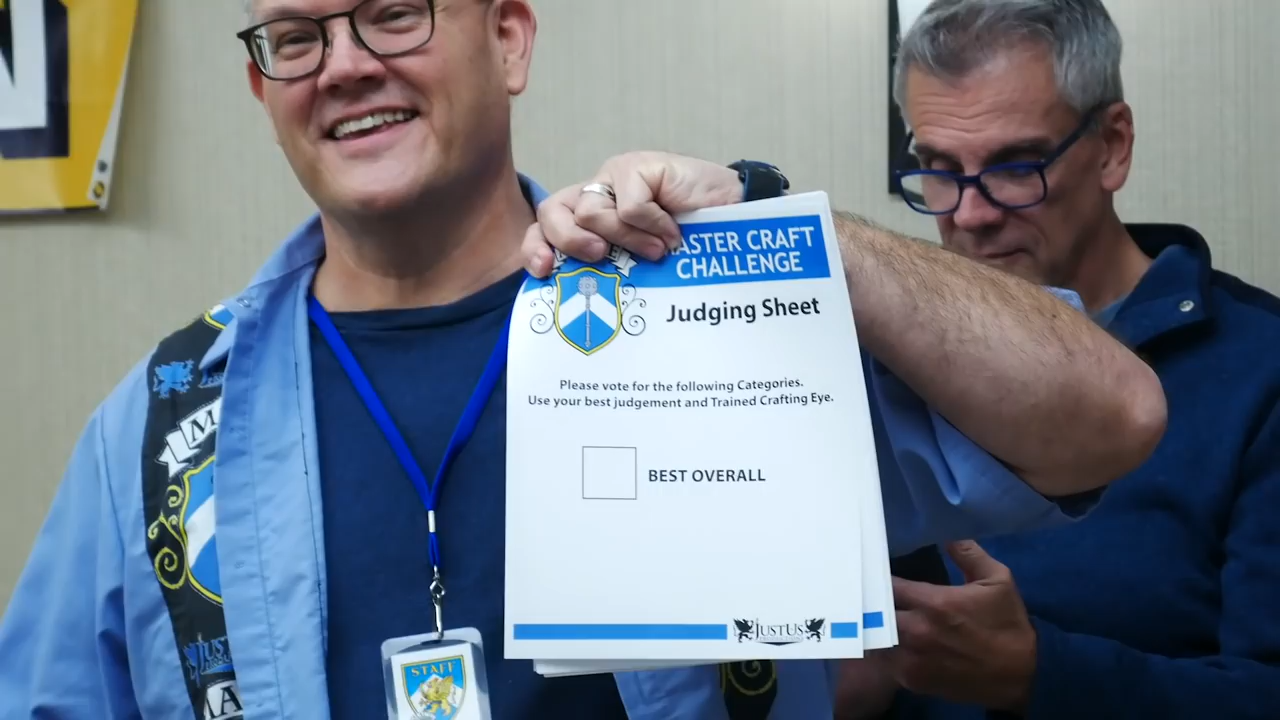 ASTER CRAFT
CHALLENGE
Judging Sheet
Please vote for the following Categories.
Use your best judgement and Trained Crafting Eye.
BEST OVERALL
JUSTUS
STAFF